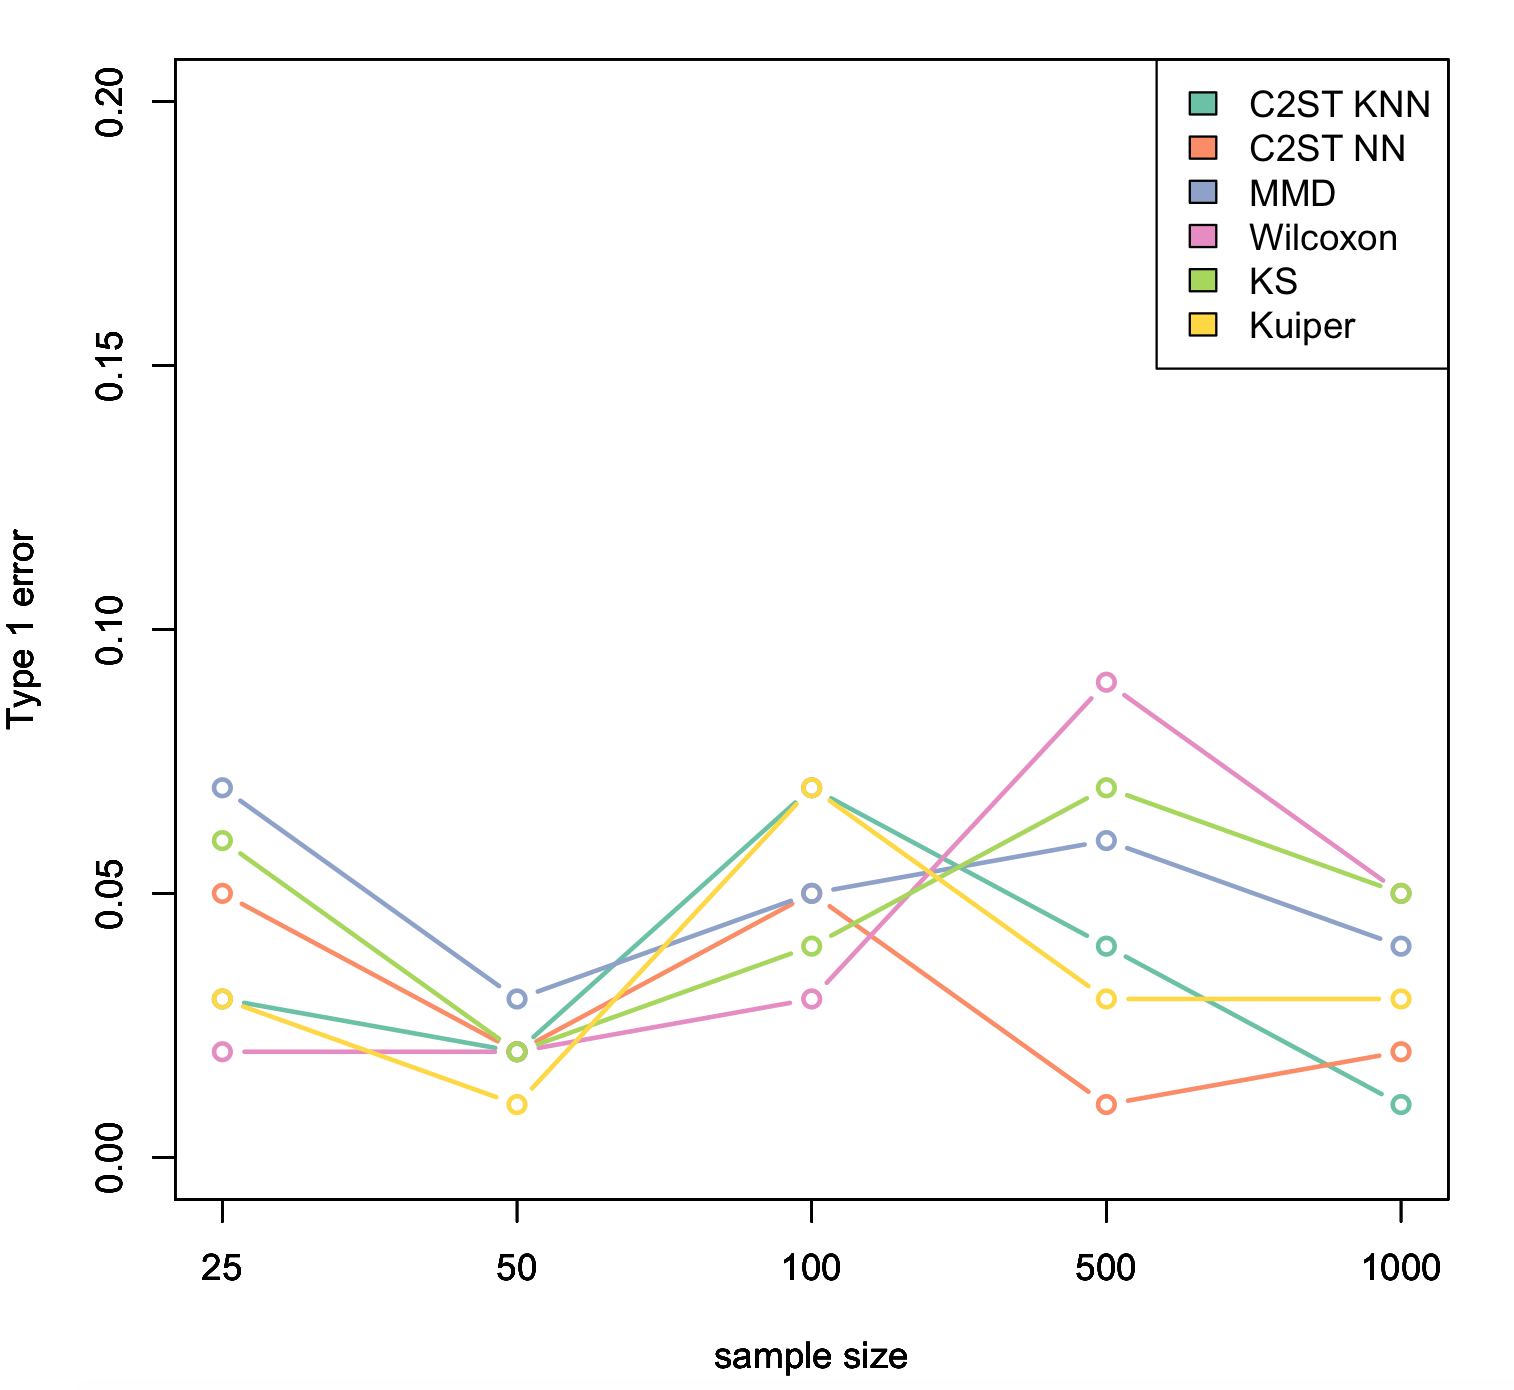 0.20
0.15
0.10
0.05
0.00
Type 1 error
C2ST KNN
C2ST NN
MMD
Wilcoxon
KS
Kuiper
25 50 100 500 1000
sample size